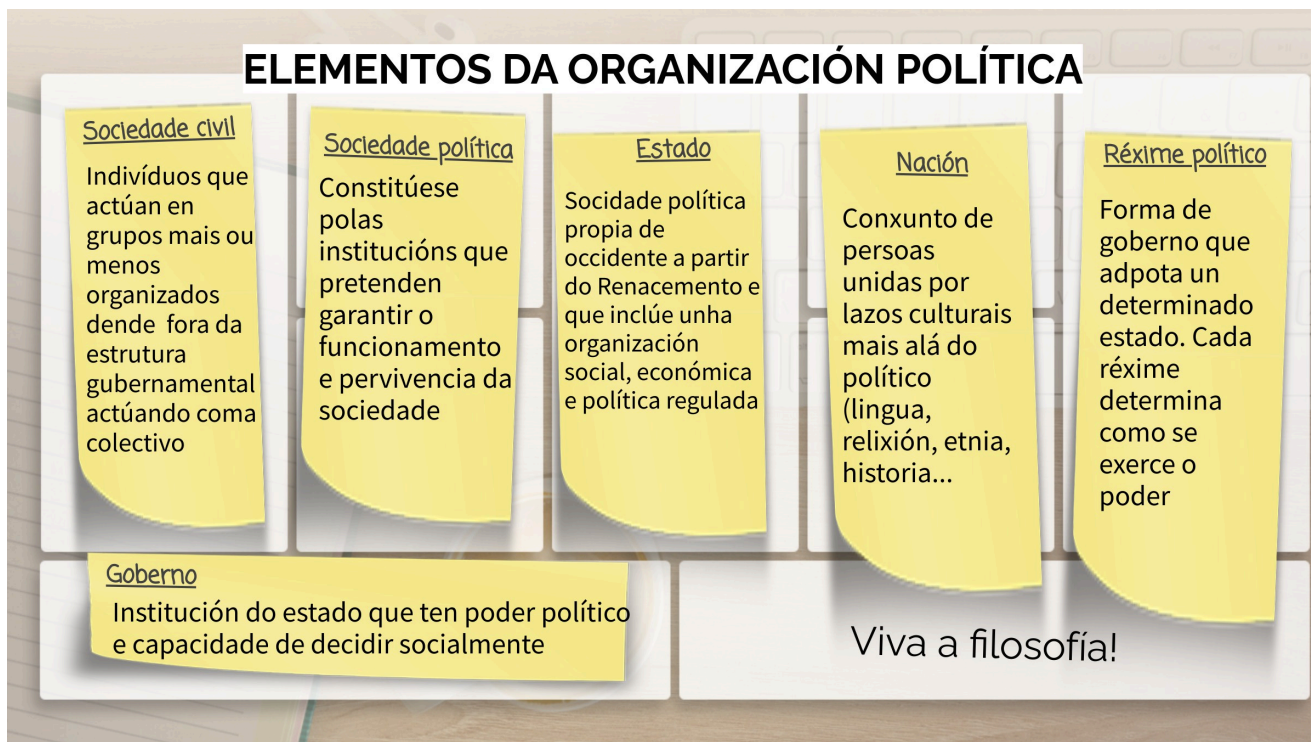 ELEMENTOS DA ORGANIZACIÓN POLÍTICA
Sociedade civil
Indivíduos que
actúan en
grupos mais ou
menos
organizados
dende fora da
estrutura
gubernamental
actúando coma
colectivo
Sociedade política
Constitúese
polas
institucións que
pretenden
garantir o
funcionamento
e pervivencia da
sociedade
Estado
Socidade política
propia de
occidente a partir
do Renacemento e
que inclúe unha
organización
social, económica
e política regulada
Nación
Conxunto de
persoas
unidas por
lazos culturais
mais alá do
político
(lingua,
relixión, etnia,
historia...
Réxime político
Forma de
goberno que
adpota un
determinado
estado. Cada
réxime
determina
como se
exerce o
poder
Goberno
Institución do estado que ten poder político
e capacidade de decidir socialmente
Viva a filosofía!